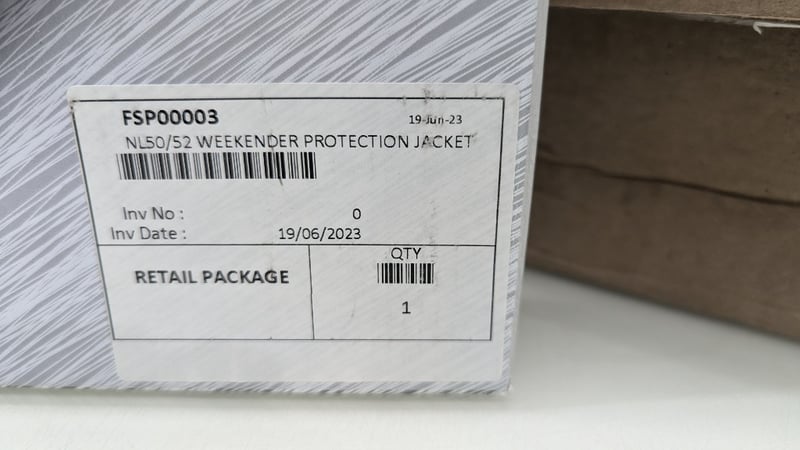 FSP00003
19-Jun-23
NL50/52 WEEKENDER PROTECTION JACKET
Inv No : 0
Inv Date : 19/06/2023
RETAIL PACKAGE
QTY
1